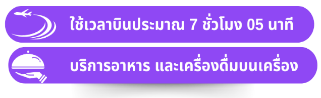 ใช้เวลาบินประมาณ 7 ชั่วโมง 05 นาที
บริการอาหาร และเครื่องดื่มบนเครื่อง